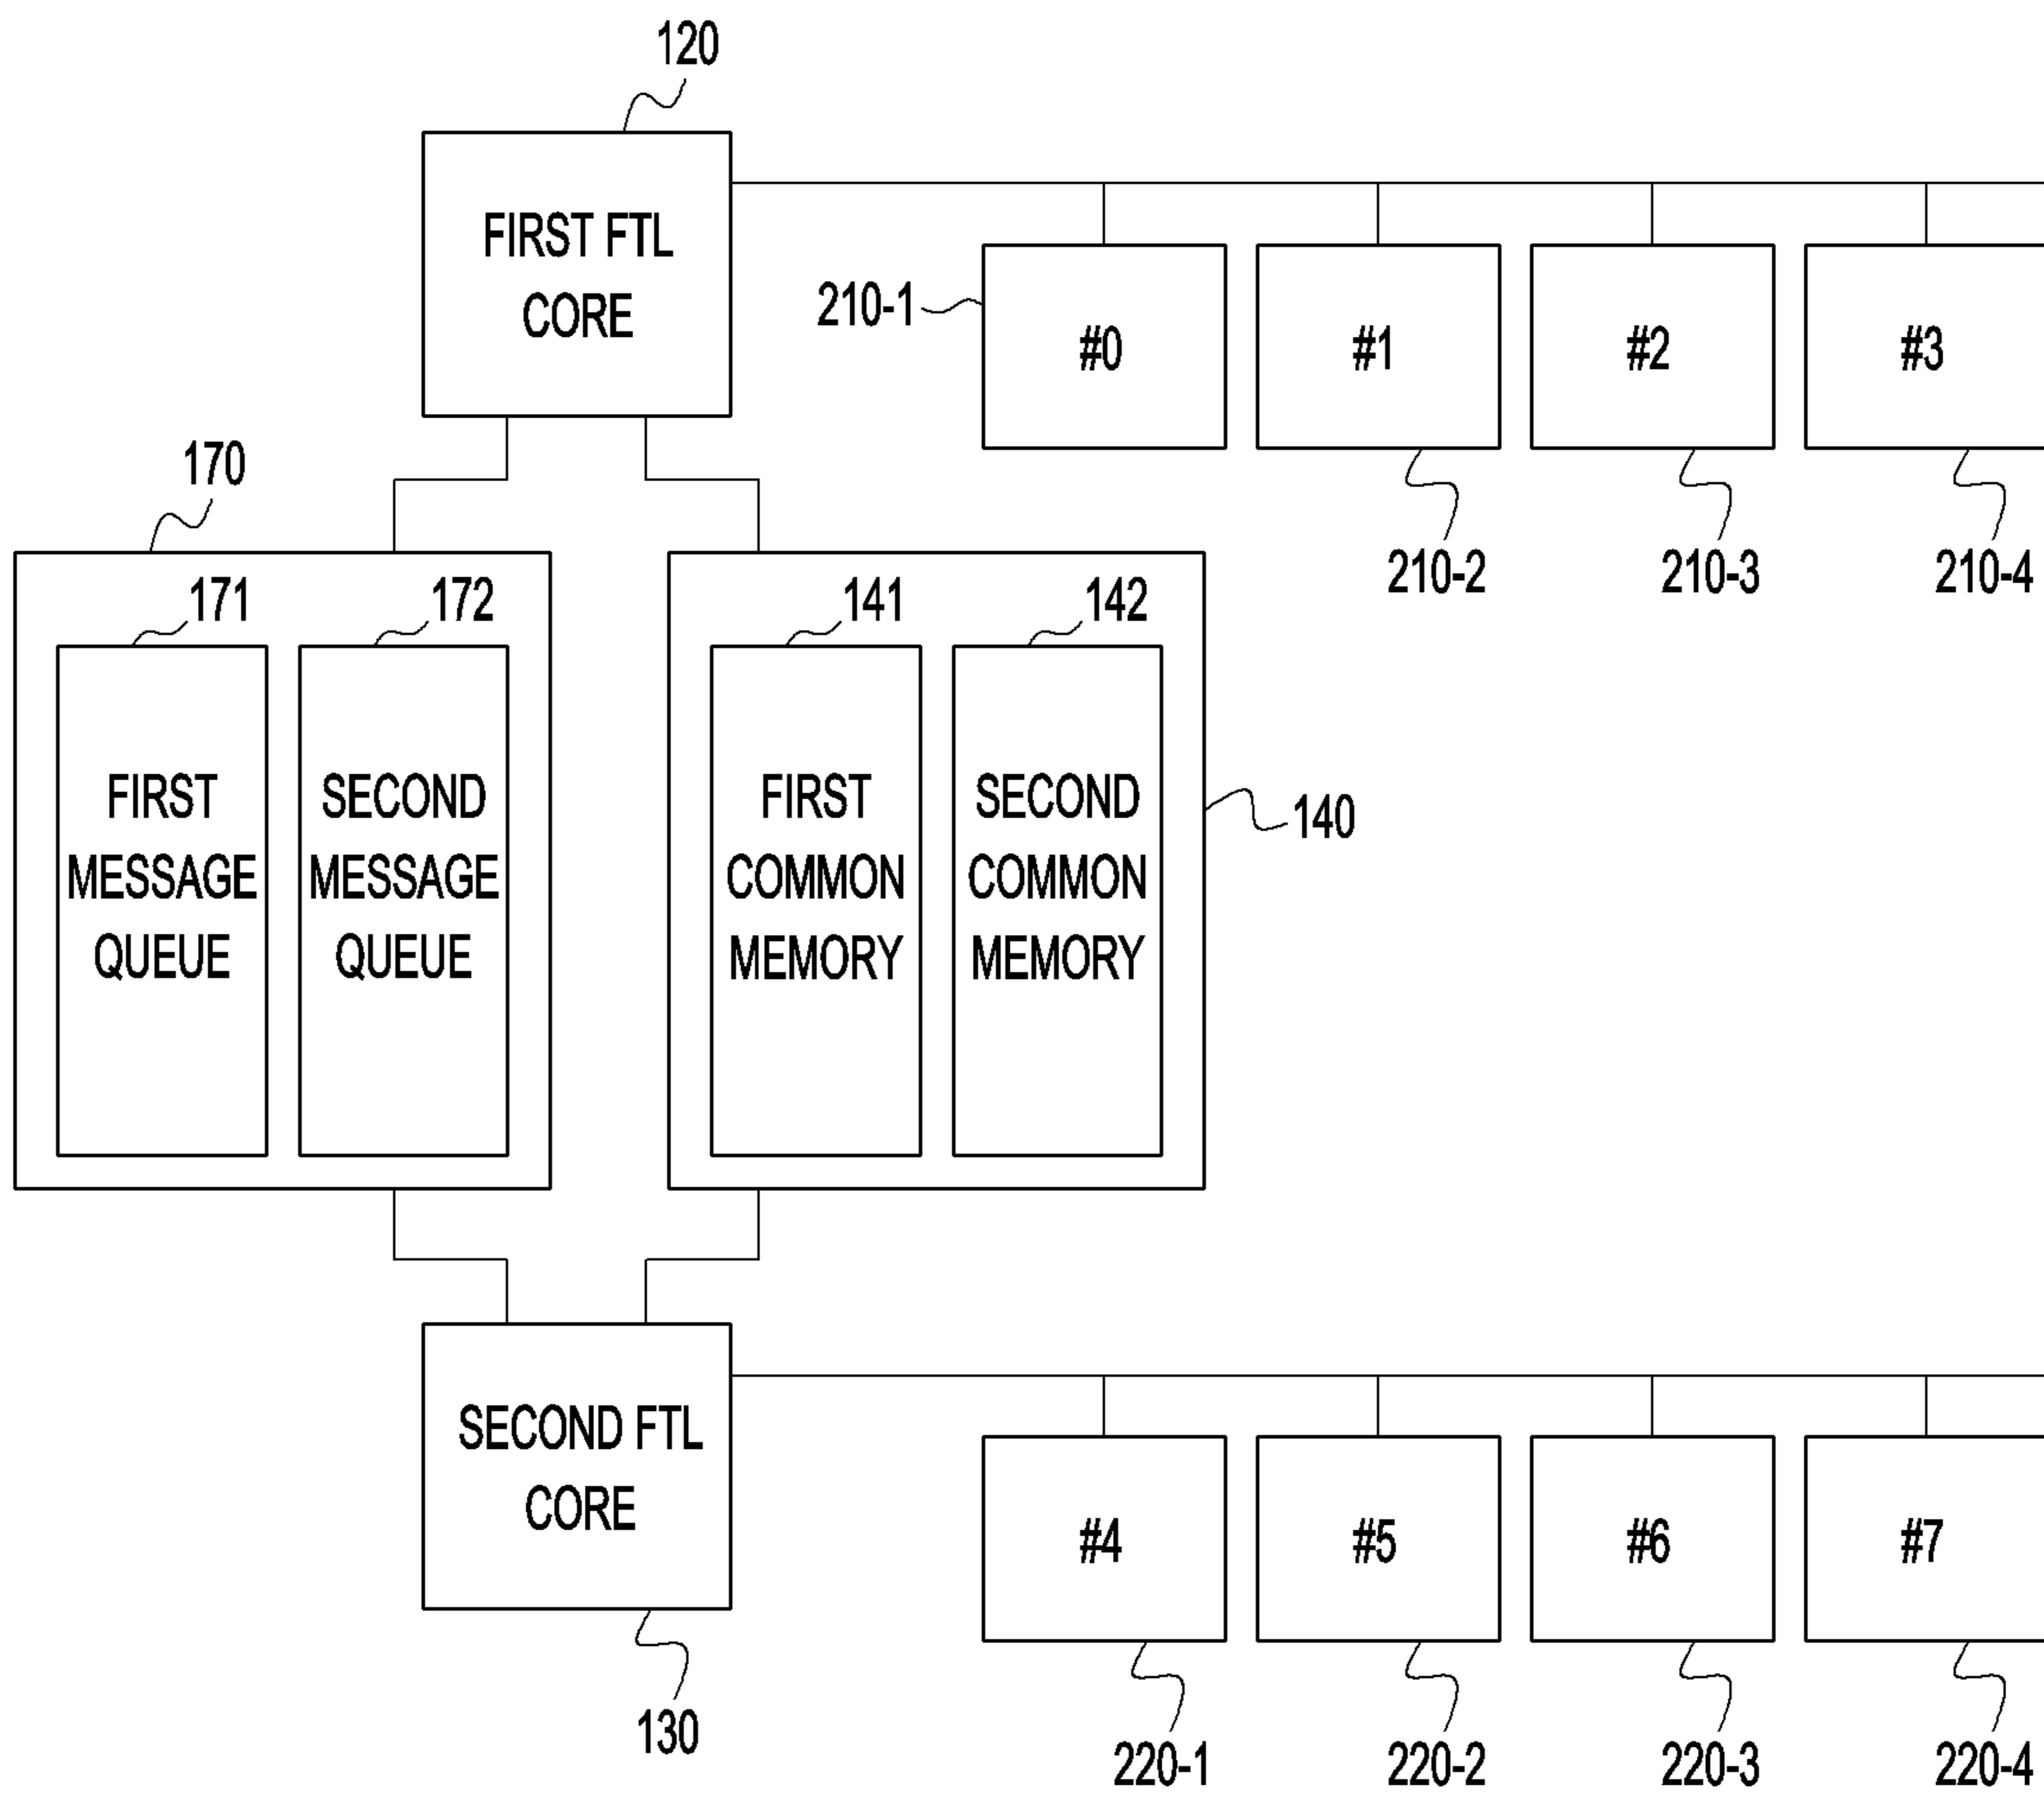 120
FIRST FTL
CORE
210-1
#0
#1
#2
#3
210-2
210-3
210-4
170
171
172
141
142
FIRST
MESSAGE
QUEUE
SECOND
MESSAGE
QUEUE
FIRST
COMMON
MEMORY
SECOND
COMMON
MEMORY
140
SECOND FTL
CORE
130
#4
#5
#6
#7
220-1
220-2
220-3
220-4